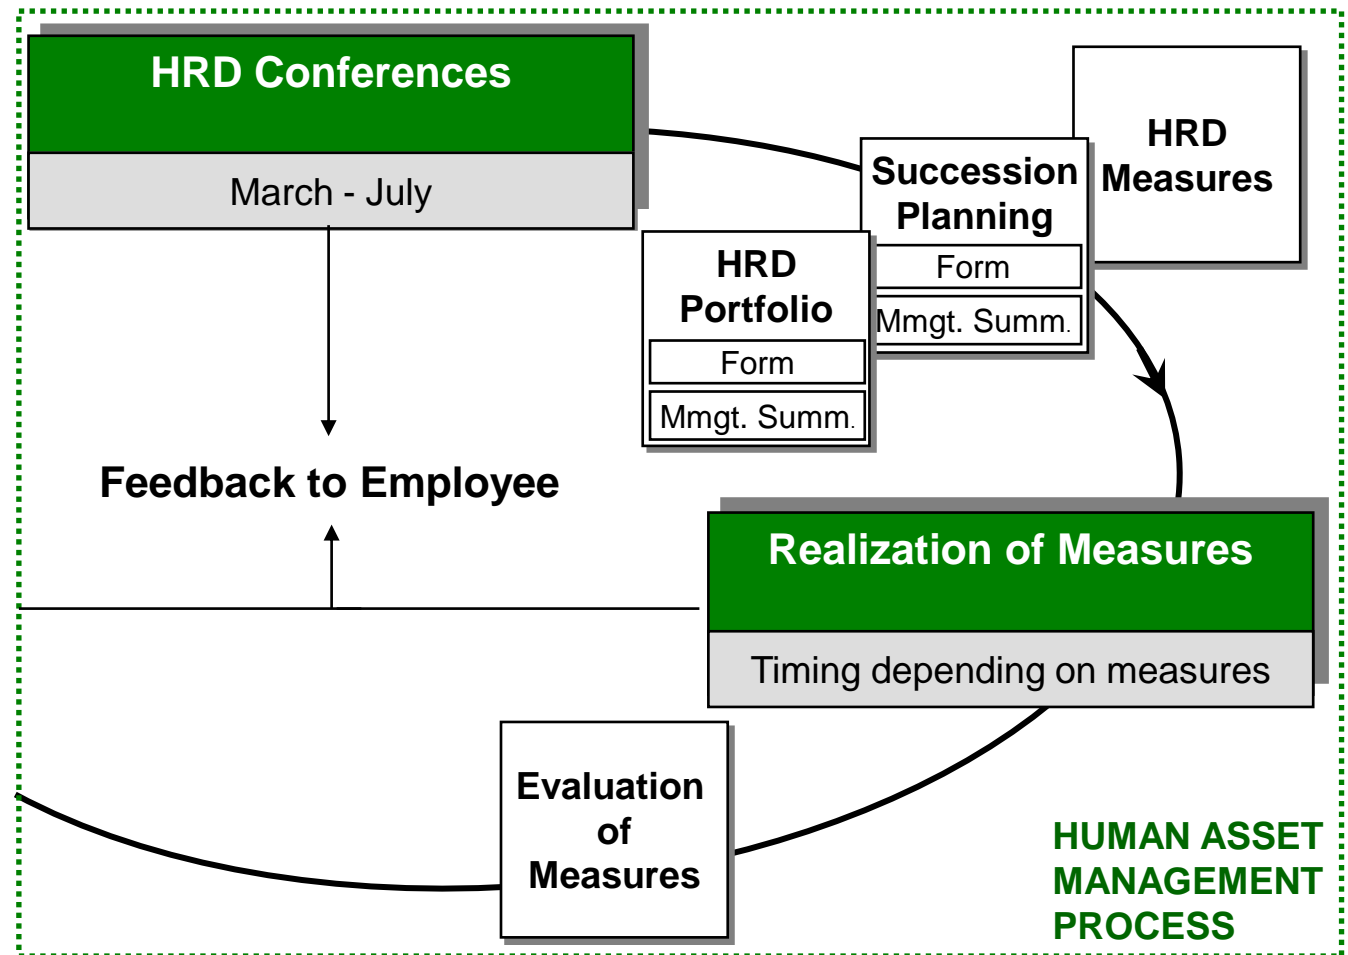 HRD Conferences
March - July
HRD
Measures
Succession
Planning
Form
Mmgt. Summ.
HRD
Portfolio
Form
Mmgt. Summ.
Feedback to Employee
Realization of Measures
Timing depending on measures
Evaluation
of
Measures
HUMAN ASSET
MANAGEMENT
PROCESS